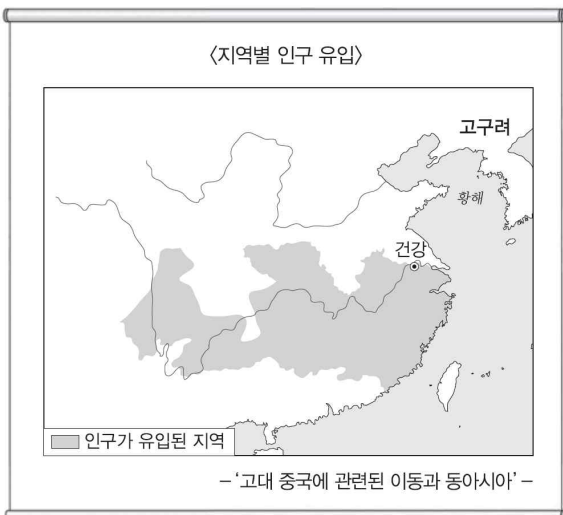 〈지역별 인구 유입〉
고구려
황해
건강
인구가 유입된 지역
– ‘고대 중국에 관련된 이동과 동아시아’ –